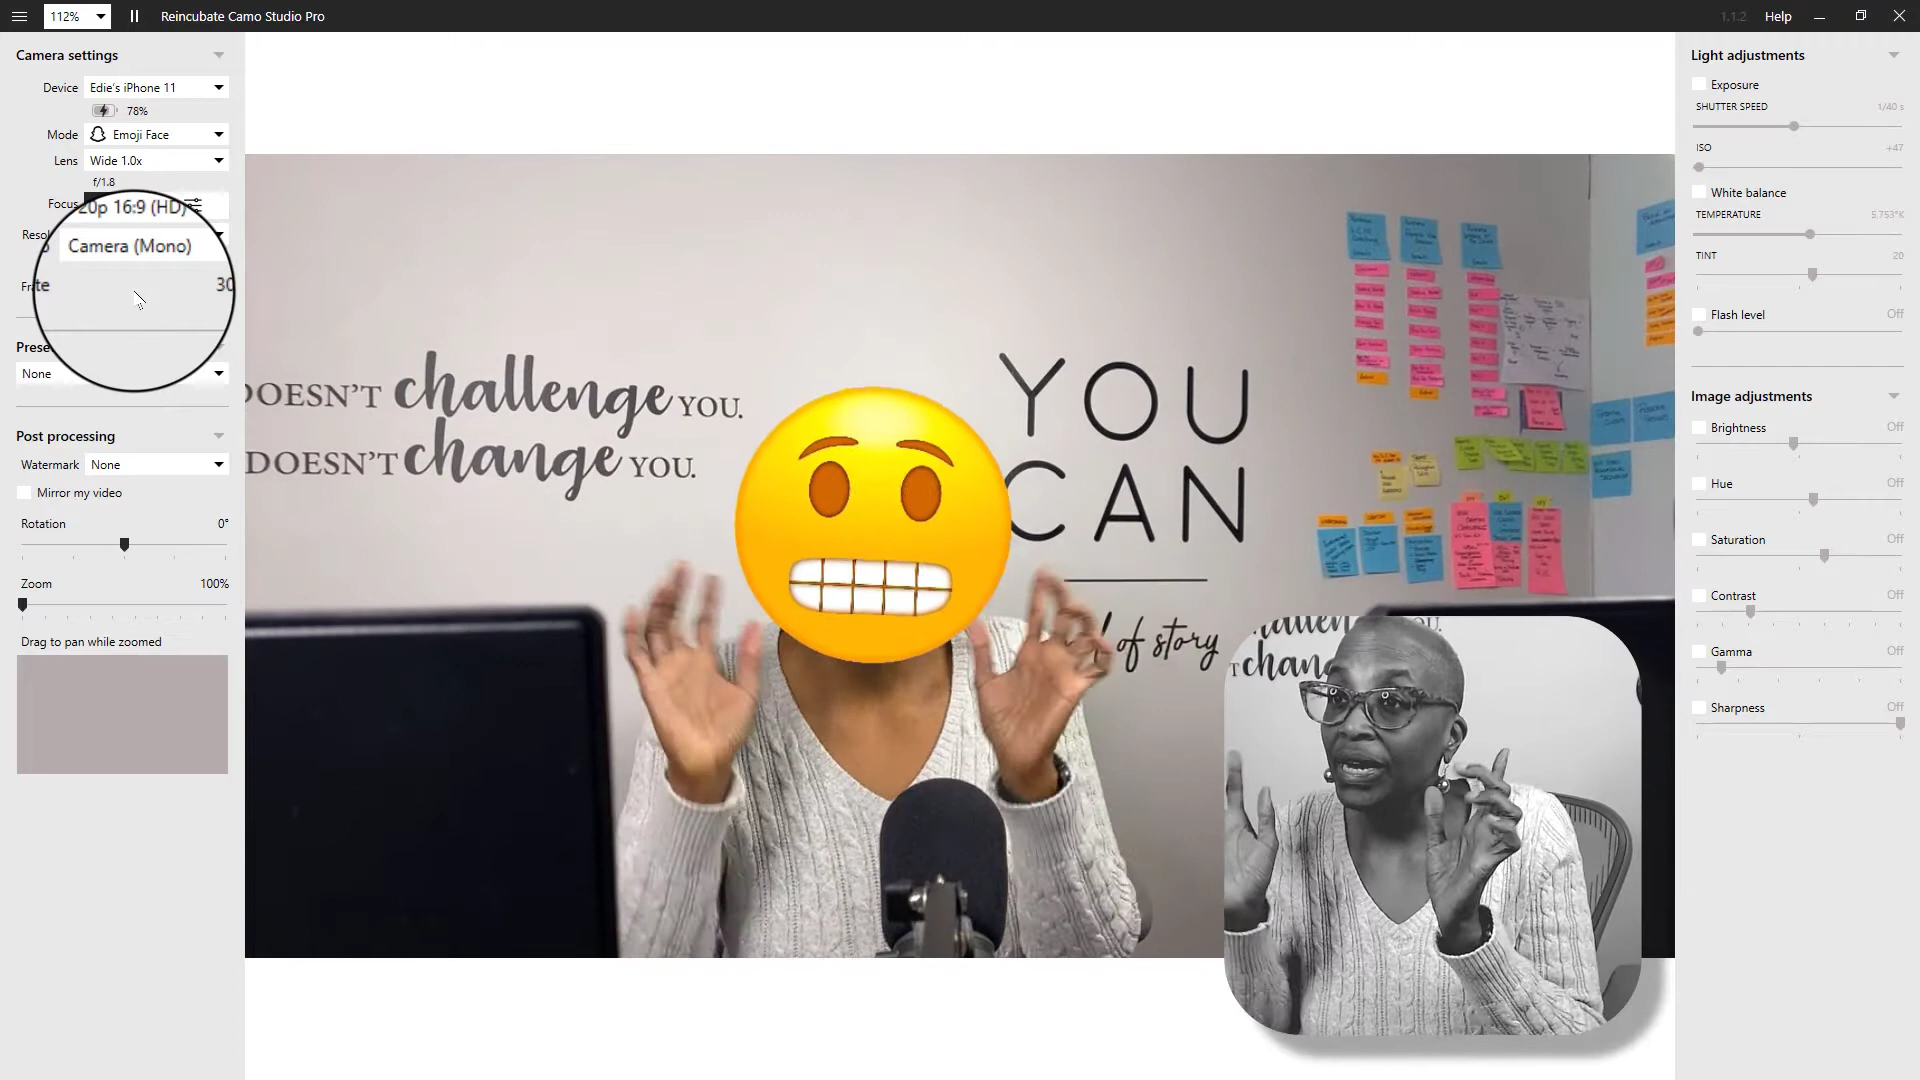 112%
Reincubate Camo Studio Pro
1.1.2
Help
Camera settings
Device
Edie's iPhone 11
78%
Mode
Emoji Face
Lens
Wide 1.0x
f/1.8
Focus
20p 16:9 (HD)
Camera (Mono)
30
None
Post processing
Watermark
None
Mirror my video
Rotation
0°
Zoom
100%
Drag to pan while zoomed
DOESN'T challenge YOU.
DOESN'T change YOU.
YOU
CAN
of story
YOU.
T chan
Light adjustments
Exposure
SHUTTER SPEED
1/40 s
ISO
+47
White balance
TEMPERATURE
5,753°K
TINT
20
Flash level
Off
Image adjustments
Brightness
Off
Hue
Off
Saturation
Off
Contrast
Off
Gamma
Off
Sharpness
Off